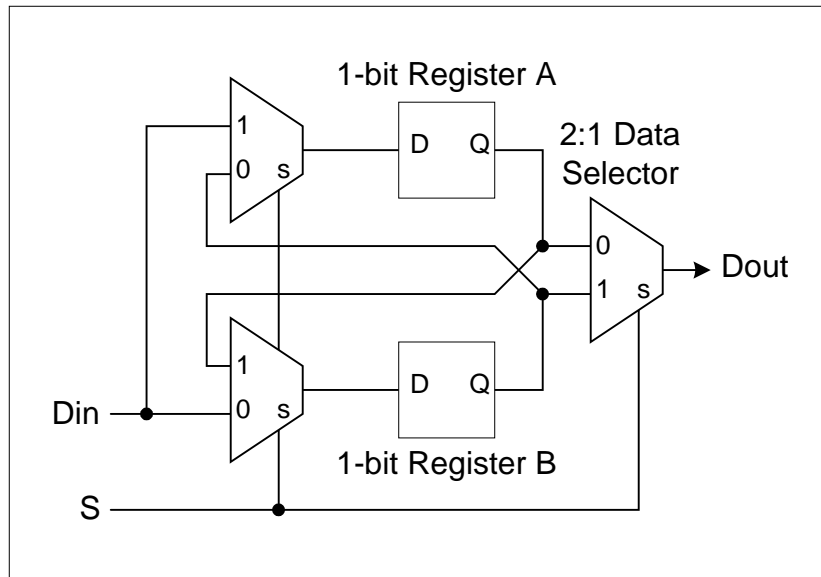 1-bit Register A
1
0
s
D
Q
2:1 Data
Selector
0
1
s
Dout
1
0
s
D
Q
Din
1-bit Register B
S